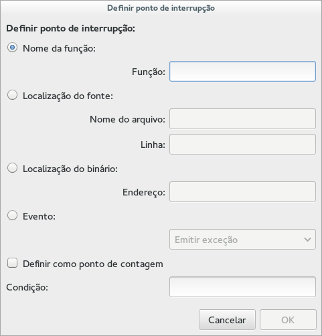 Definir ponto de interrupção
Definir ponto de interrupção:
Nome da função:
Função:
Localização do fonte:
Nome do arquivo:
Linha:
Localização do binário:
Endereço:
Evento:
Emitir exceção
Definir como ponto de contagem
Condição:
Cancelar OK